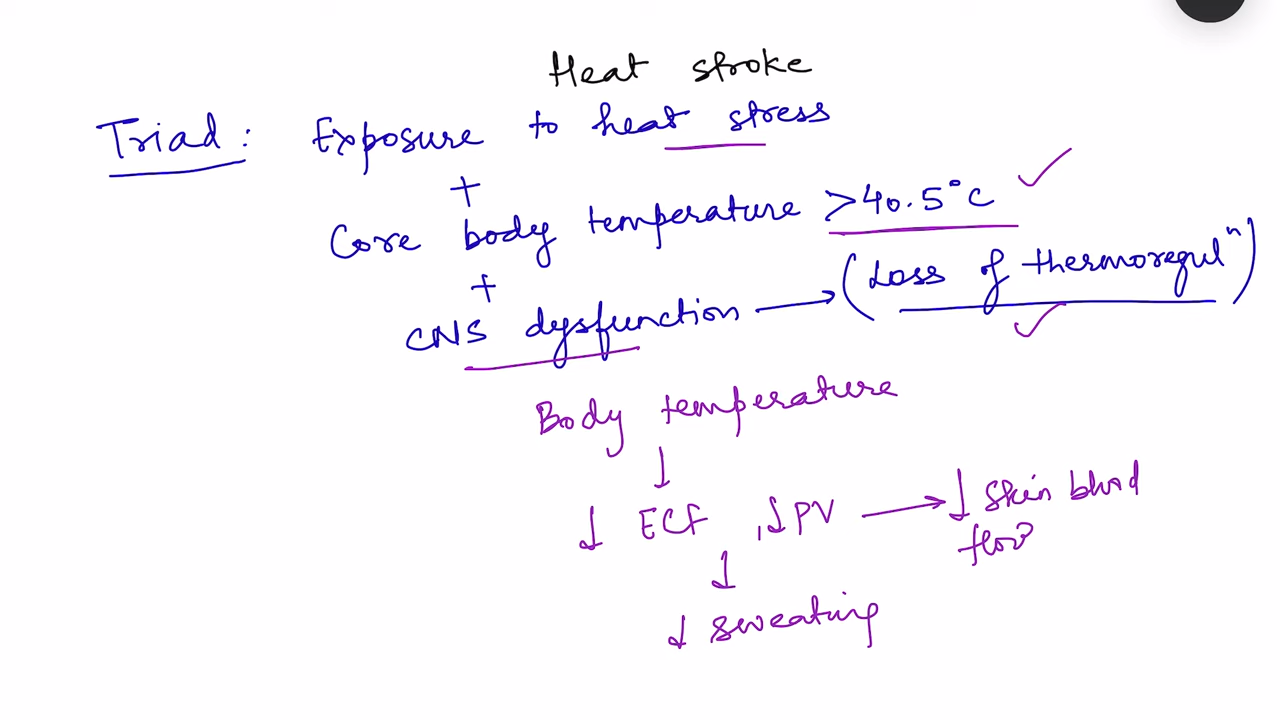 Heat stroke
Triad: Exposure to heat stress
+
Core body temperature >40.5°C
+
CNS dysfunction → (Loss of thermoregulⁿ)
Body temperature
↓
↓ ECF, ↓PV → ↓ skin blood
flow
↓
↓ sweating